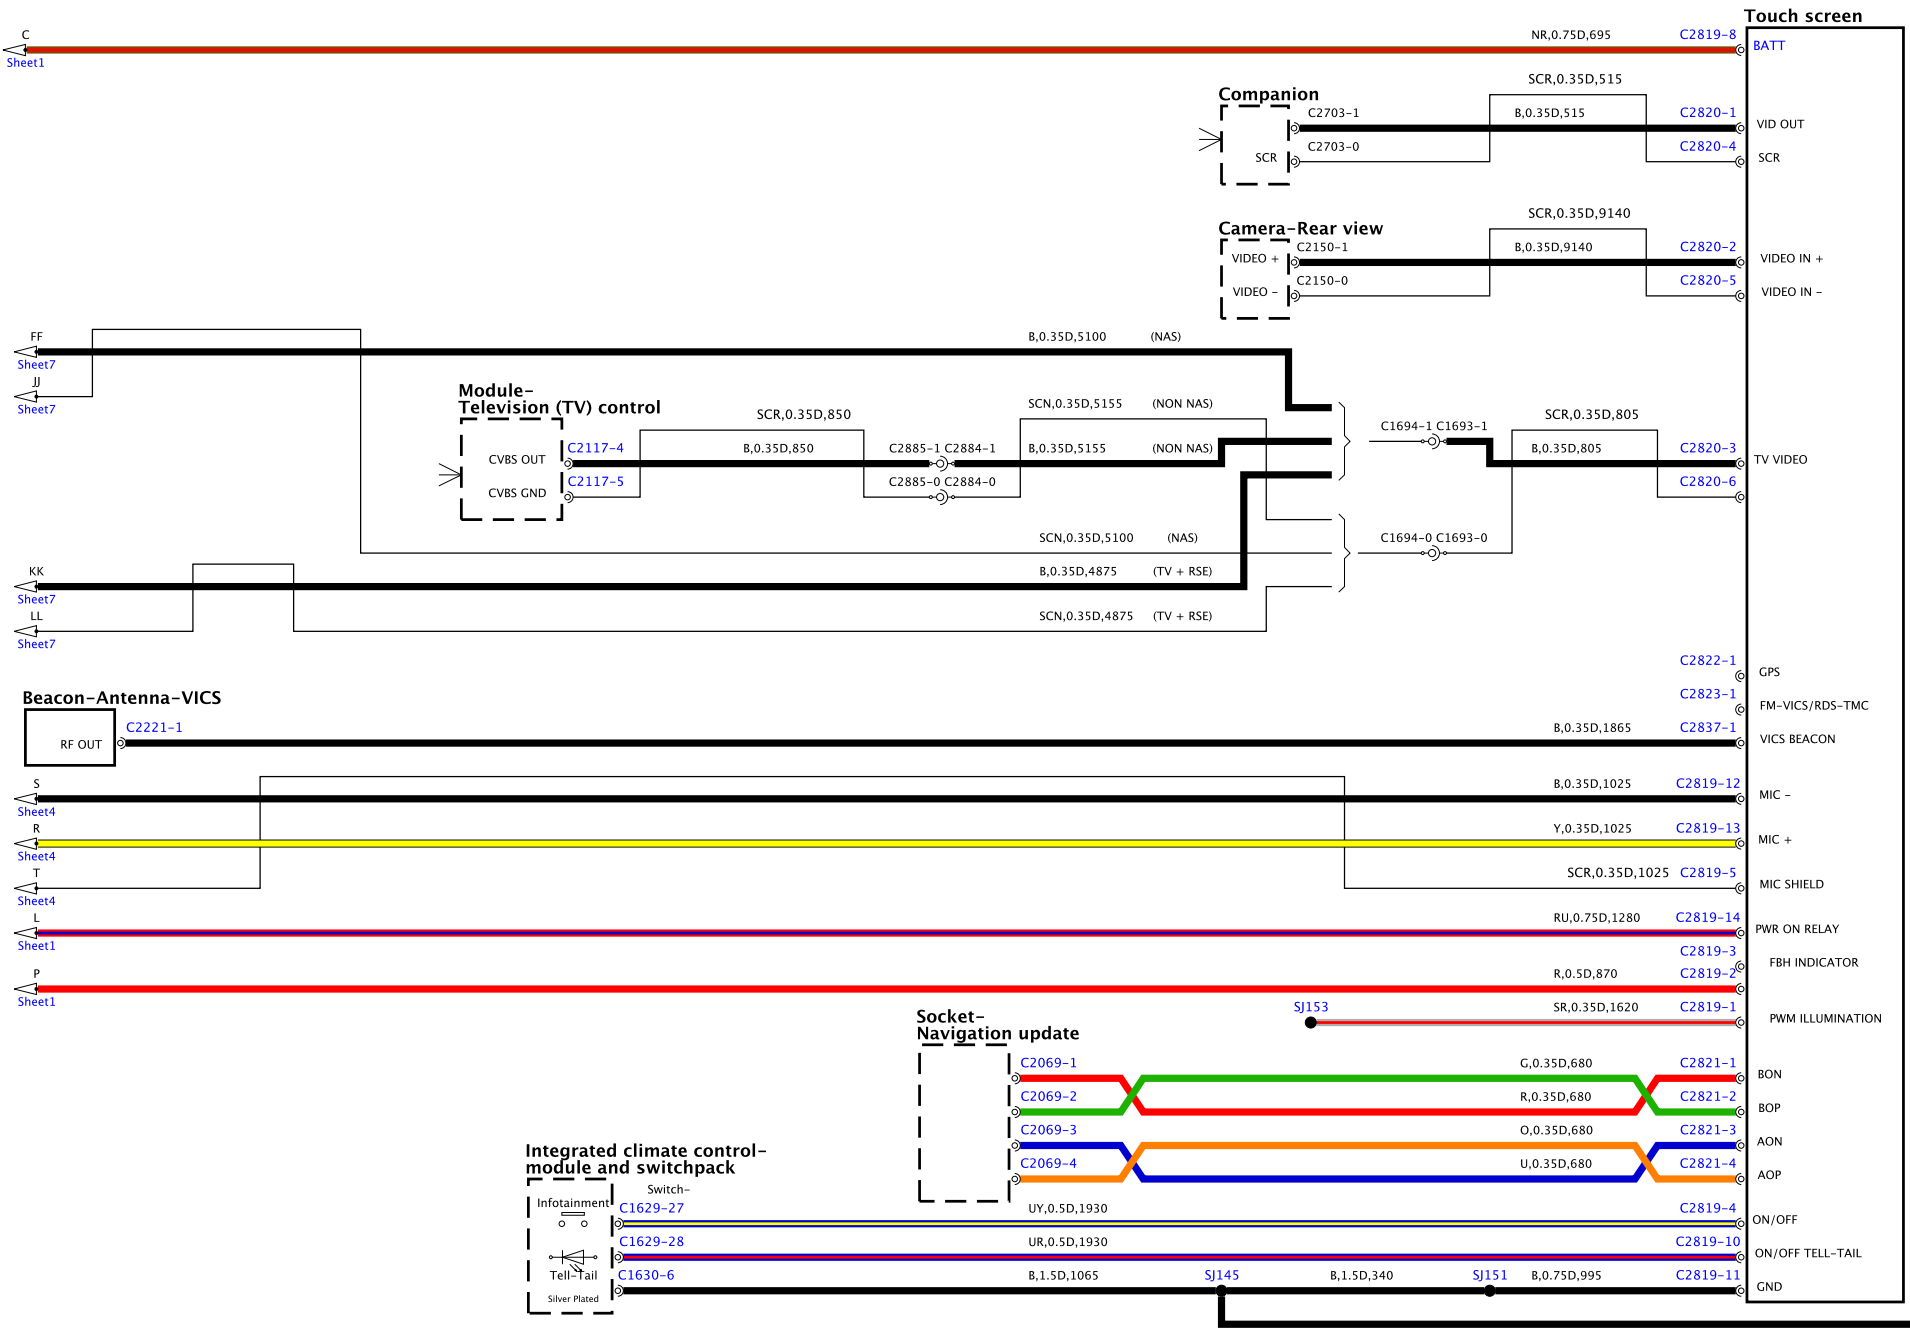 Touch screen
C
NR,0.75D,695
C2819-8
BATT
Sheet1
SCR,0.35D,515
Companion
C2703-1
B,0.35D,515
C2820-1
VID OUT
C2703-0
C2820-4
SCR
SCR
SCR,0.35D,9140
Camera-Rear view
C2150-1
B,0.35D,9140
C2820-2
VIDEO +
VIDEO IN +
C2150-0
C2820-5
VIDEO -
VIDEO IN -
FF
B,0.35D,5100
(NAS)
Sheet7
JJ
Sheet7
Module-
Television (TV) control
SCN,0.35D,5155
(NON NAS)
SCR,0.35D,850
SCR,0.35D,805
C1694-1 C1693-1
C2117-4
B,0.35D,850
C2885-1 C2884-1
B,0.35D,5155
(NON NAS)
B,0.35D,805
C2820-3
CVBS OUT
TV VIDEO
C2117-5
C2885-0 C2884-0
C2820-6
CVBS GND
SCN,0.35D,5100
(NAS)
C1694-0 C1693-0
KK
B,0.35D,4875
(TV + RSE)
Sheet7
LL
SCN,0.35D,4875
(TV + RSE)
Sheet7
C2822-1
GPS
Beacon-Antenna-VICS
C2823-1
FM-VICS/RDS-TMC
C2221-1
B,0.35D,1865
C2837-1
RF OUT
VICS BEACON
S
B,0.35D,1025
C2819-12
MIC -
Sheet4
R
Y,0.35D,1025
C2819-13
MIC +
Sheet4
T
SCR,0.35D,1025
C2819-5
MIC SHIELD
Sheet4
L
RU,0.75D,1280
C2819-14
PWR ON RELAY
Sheet1
C2819-3
FBH INDICATOR
P
R,0.5D,870
C2819-2
Sheet1
SJ153
SR,0.35D,1620
C2819-1
PWM ILLUMINATION
Socket-
Navigation update
C2069-1
G,0.35D,680
C2821-1
BON
C2069-2
R,0.35D,680
C2821-2
BOP
C2069-3
O,0.35D,680
C2821-3
AON
C2069-4
U,0.35D,680
C2821-4
AOP
Integrated climate control-
module and switchpack
Switch-
Infotainment
C1629-27
UY,0.5D,1930
C2819-4
ON/OFF
C1629-28
UR,0.5D,1930
C2819-10
ON/OFF TELL-TAIL
Tell-Tail
C1630-6
B,1.5D,1065
SJ145
B,1.5D,340
SJ151
B,0.75D,995
C2819-11
GND
Silver Plated